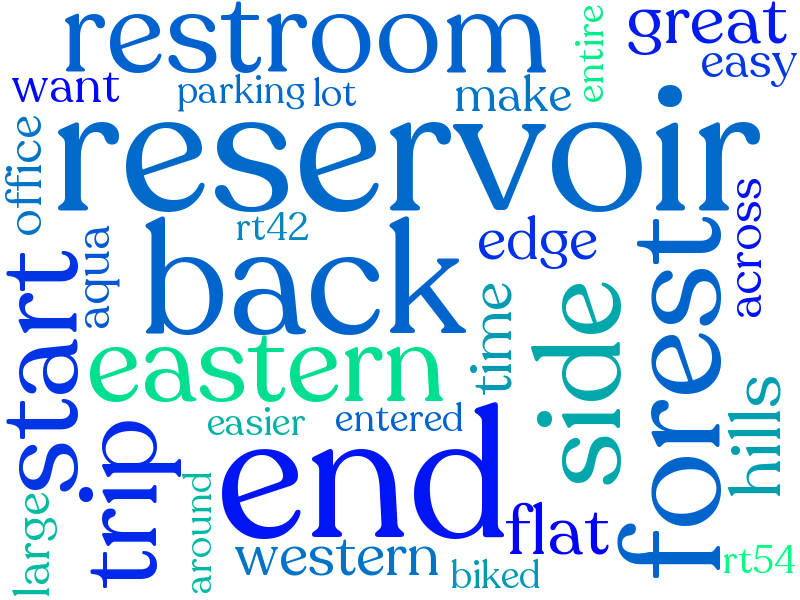 restroom
entire
great
easy
want
parking lot
make
office
reservoir
rt42
edge
across
aqua
back
start
time
side
forest
eastern
hills
easier
entered
trip
end
large
around
flat
western
biked
rt54